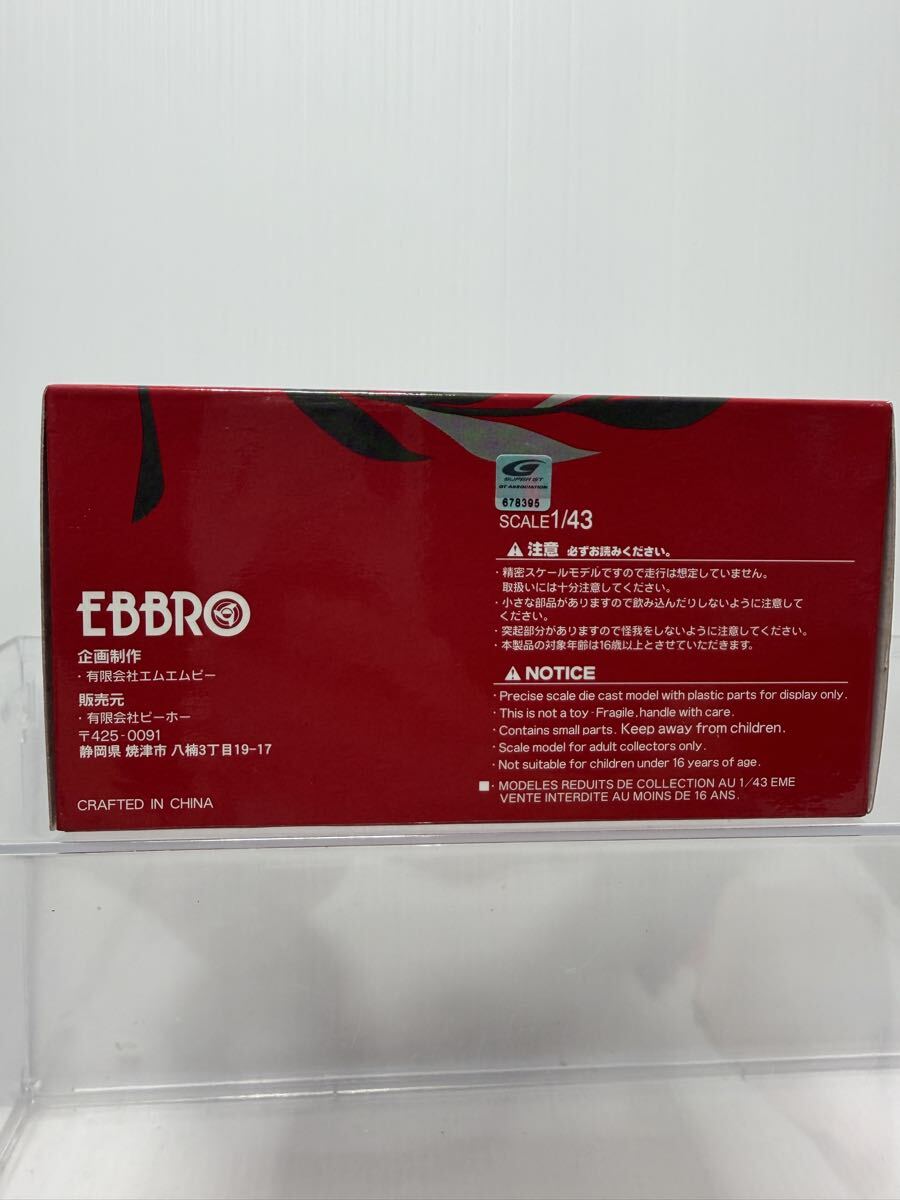 EBBRO
企画制作
・有限会社エムエムピー
販売元
・有限会社ビーホー
〒425-0091
静岡県 焼津市 八楠3丁目19-17
CRAFTED IN CHINA
SUPER GT
GT ASSOCIATION
678395
SCALE1/43
注意 必ずお読みください。
・精密スケールモデルですので走行は想定していません。
取扱いには十分注意してください。
・小さな部品がありますので飲み込んだりしないように注意して
ください。
・突起部分がありますので怪我をしないように注意してください。
・本製品の対象年齢は16歳以上とさせていただきます。
NOTICE
・Precise scale die cast model with plastic parts for display only.
・This is not a toy-Fragile, handle with care.
・Contains small parts. Keep away from children.
・Scale model for adult collectors only.
・Not suitable for children under 16 years of age.
・MODELES REDUITS DE COLLECTION AU 1/43 EME
VENTE INTERDITE AU MOINS DE 16 ANS.